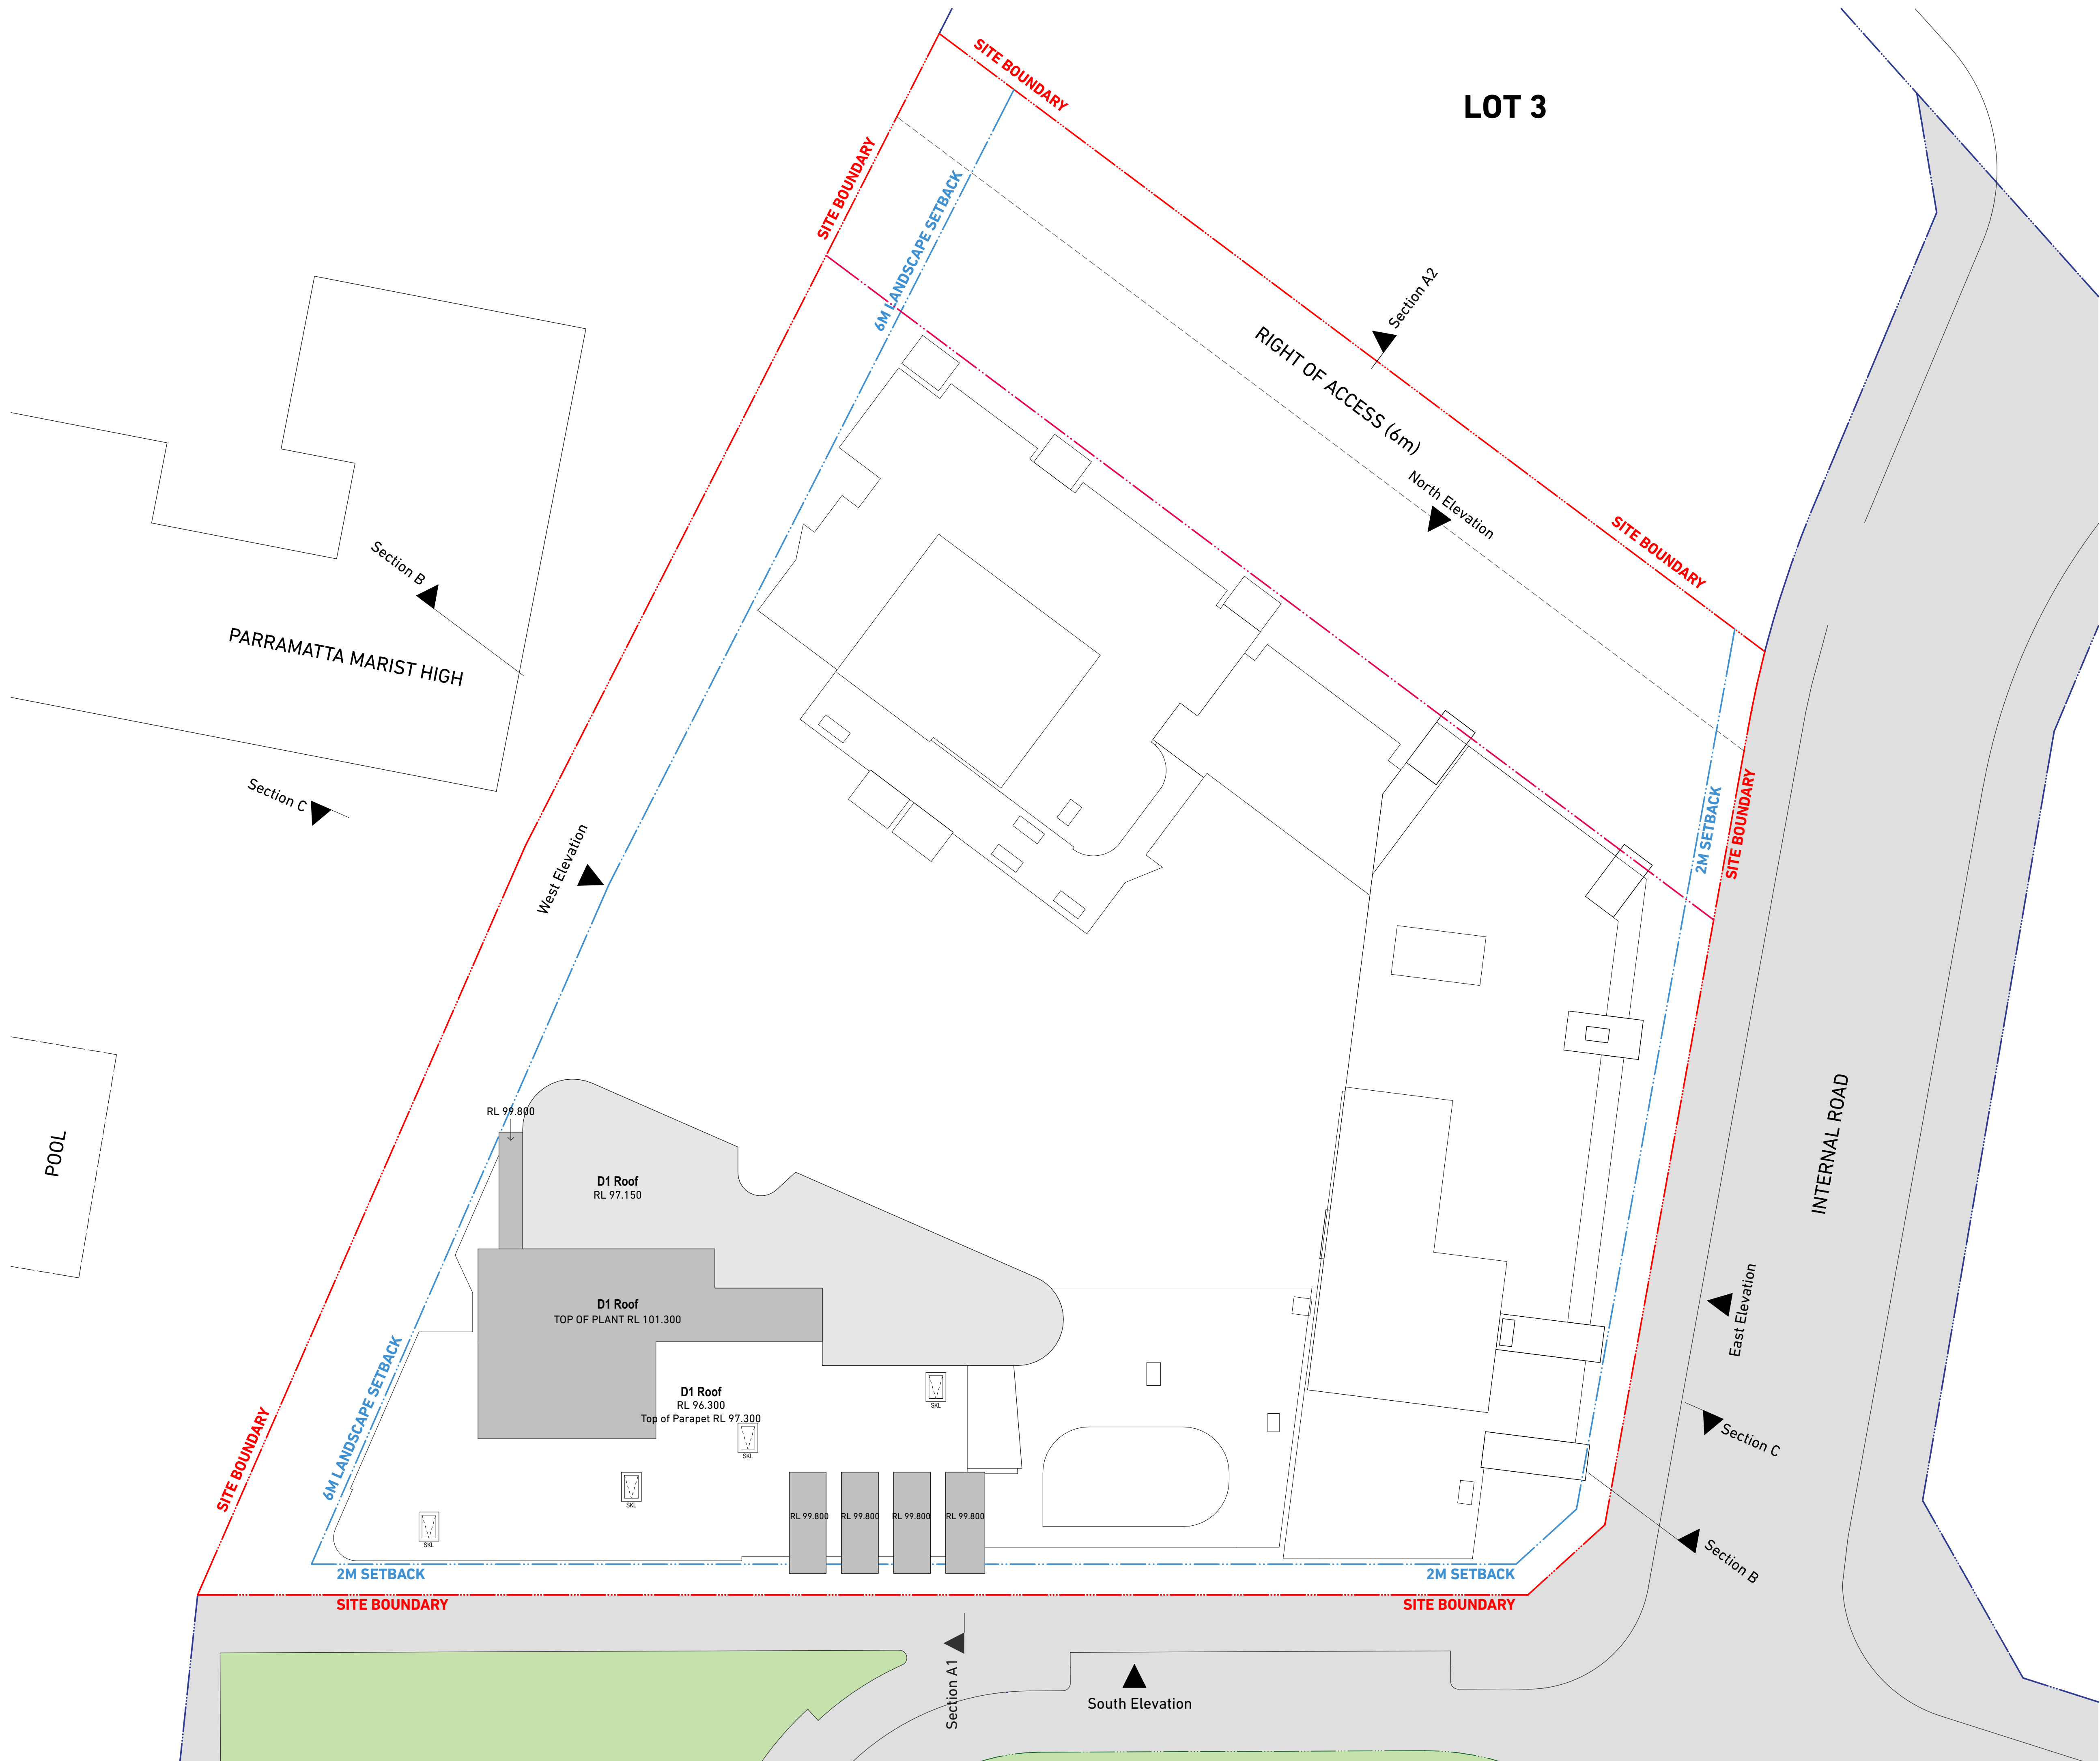 SITE BOUNDARY
LOT 3
SITE BOUNDARY
6M LANDSCAPE SETBACK
Section A2
RIGHT OF ACCESS (6m)
North Elevation
SITE BOUNDARY
Section B
PARRAMATTA MARIST HIGH
Section C
West Elevation
2M SETBACK
SITE BOUNDARY
INTERNAL ROAD
POOL
RL 99.800
D1 Roof
RL 97.150
D1 Roof
TOP OF PLANT RL 101.300
East Elevation
6M LANDSCAPE SETBACK
SITE BOUNDARY
D1 Roof
RL 96.300
Top of Parapet RL 97.300
SKL
SKL
SKL
SKL
Section C
RL 99.800
RL 99.800
RL 99.800
RL 99.800
Section B
2M SETBACK
2M SETBACK
SITE BOUNDARY
SITE BOUNDARY
Section A1
South Elevation